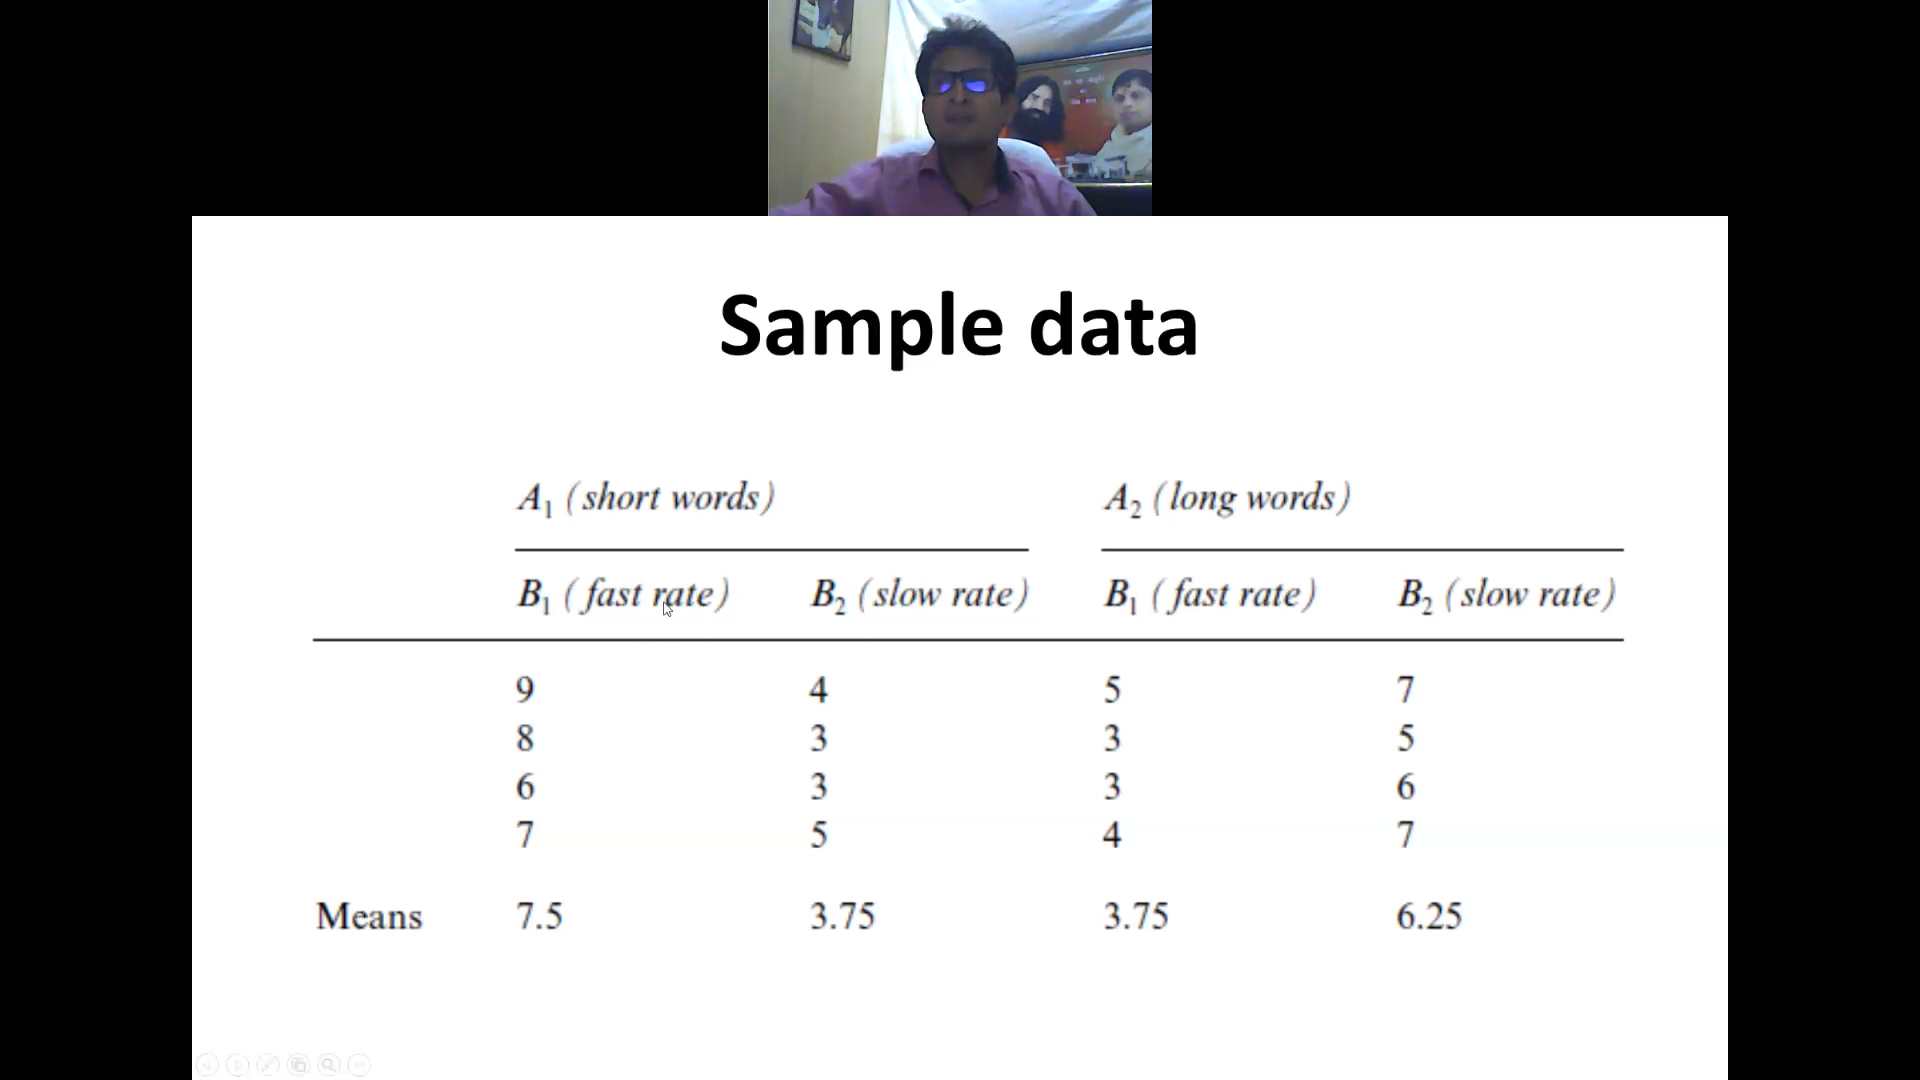 Sample data
A₁ (short words) A₂ (long words)
B₁ (fast rate) B₂ (slow rate) B₁ (fast rate) B₂ (slow rate)
9 4 5 7
8 3 3 5
6 3 3 6
7 5 4 7
Means 7.5 3.75 3.75 6.25